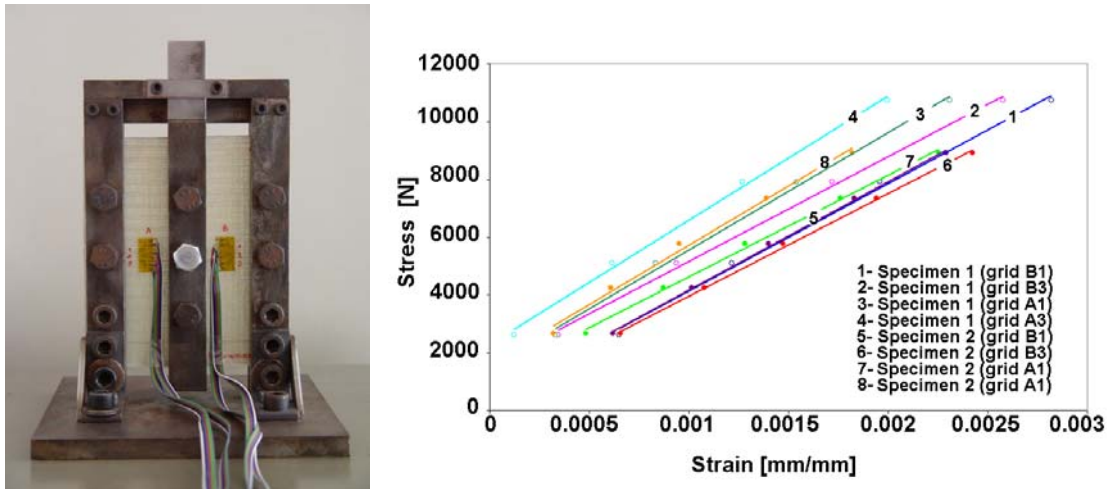 A
B
12000
10000
8000
6000
4000
2000
0
Stress [N]
0
0.0005
0.001
0.0015
0.002
0.0025
0.003
Strain [mm/mm]
4
3
2
1
8
7
6
5
1- Specimen 1 (grid B1)
2- Specimen 1 (grid B3)
3- Specimen 1 (grid A1)
4- Specimen 1 (grid A3)
5- Specimen 2 (grid B1)
6- Specimen 2 (grid B3)
7- Specimen 2 (grid A1)
8- Specimen 2 (grid A1)